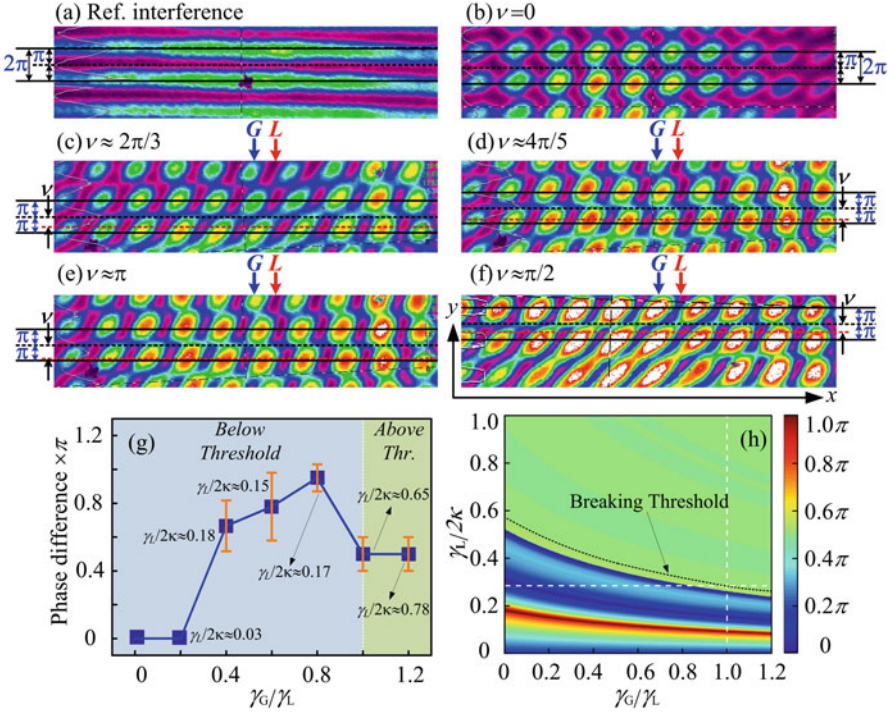 (a) Ref. interference
(b) ν=0
2π π
π 2π
(c) ν≈ 2π/3
G L
(d) ν≈4π/5
ν
π
π
ν
π
π
(e) ν≈π
G L
(f) ν≈π/2
ν
π
π
y
ν
π
π
x
(g)
Below Threshold
Above Thr.
Phase difference ×π
1.2
0.8
0.4
0
γL/2κ≈0.15
γL/2κ≈0.65
γL/2κ≈0.18
γL/2κ≈0.17
γL/2κ≈0.03
γL/2κ≈0.78
0 0.4 0.8 1.2
γG/γL
(h)
Breaking Threshold
γL/2κ
1.0
0.8
0.6
0.4
0.2
0
0 0.2 0.4 0.6 0.8 1.0 1.2
γG/γL
1.0π
0.8π
0.6π
0.4π
0.2π
0